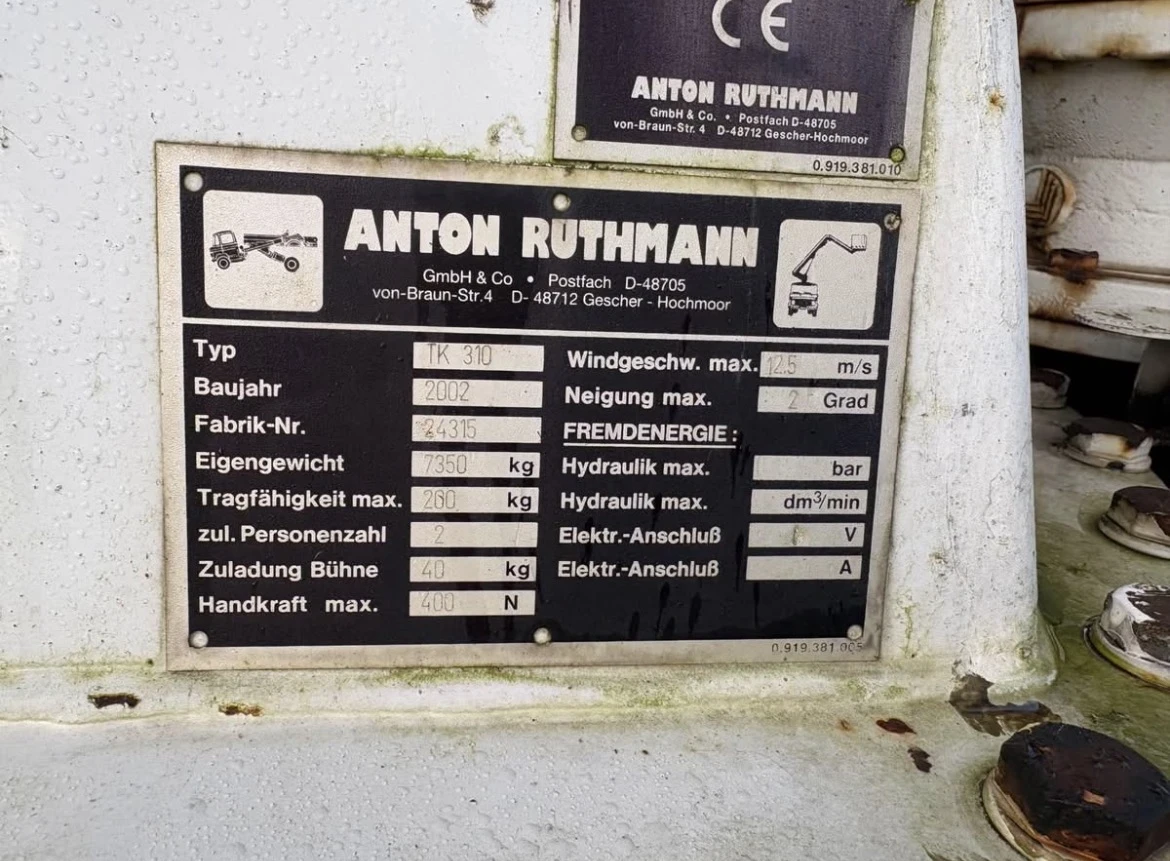 CE
ANTON RUTHMANN
GmbH & Co. • Postfach D-48705
von-Braun-Str. 4 D-48712 Gescher-Hochmoor
0.919.381.010
ANTON RUTHMANN
GmbH & Co • Postfach D-48705
von-Braun-Str.4 D- 48712 Gescher - Hochmoor
Typ TK 310
Baujahr 2002
Fabrik-Nr. 24315
Eigengewicht 7350 kg
Tragfähigkeit max. 260 kg
zul. Personenzahl 2
Zuladung Bühne 40 kg
Handkraft max. 400 N
Windgeschw. max. 12.5 m/s
Neigung max. 2 Grad
FREMDENERGIE :
Hydraulik max. bar
Hydraulik max. dm³/min
Elektr.-Anschluß V
Elektr.-Anschluß A
0.919.381.005